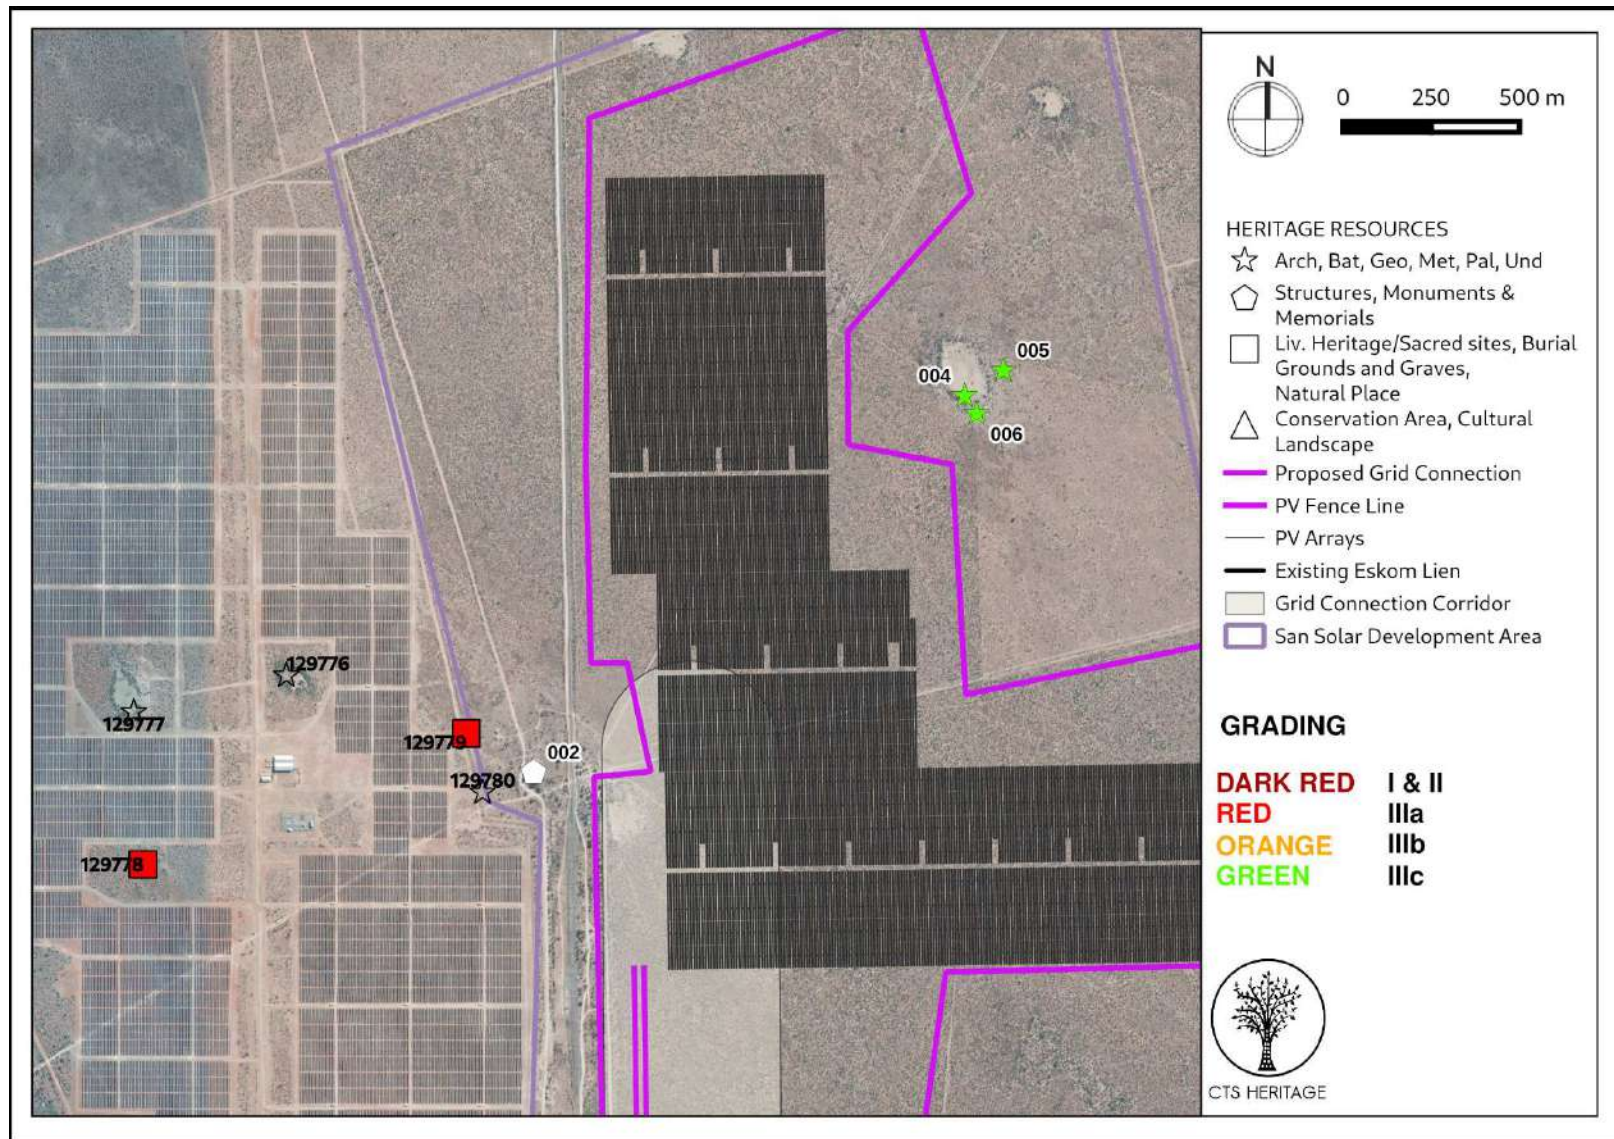 N
0 250 500 m
HERITAGE RESOURCES
Arch, Bat, Geo, Met, Pal, Und
Structures, Monuments &
Memorials
Liv. Heritage/Sacred sites, Burial
Grounds and Graves,
Natural Place
Conservation Area, Cultural
Landscape
Proposed Grid Connection
PV Fence Line
PV Arrays
Existing Eskom Lien
Grid Connection Corridor
San Solar Development Area
GRADING
DARK RED I & II
RED IIIa
ORANGE IIIb
GREEN IIIc
CTS HERITAGE
005
004
006
129776
129777
129779
002
129780
129778